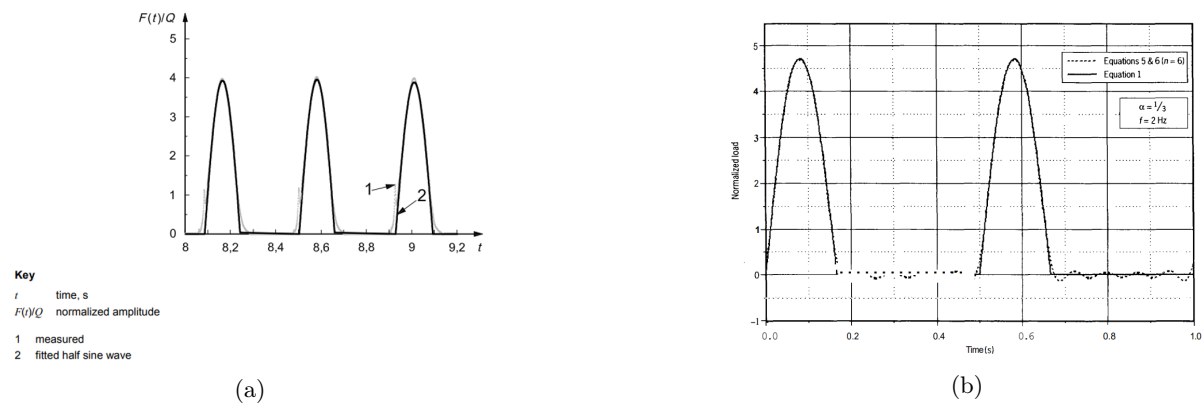 F(t)/Q
5
4
3
2
1
0
1
2
8 8,2 8,4 8,6 8,8 9 9,2 t
Key
t time, s
F(t)/Q normalized amplitude
1 measured
2 fitted half sine wave
(a)
5
4
3
2
1
0
−1
Normalized load
Equations 5 & 6 (n = 6)
Equation 1
α = 1/3
f = 2 Hz
0.0 0.2 0.4 0.6 0.8 1.0
Time(s)
(b)